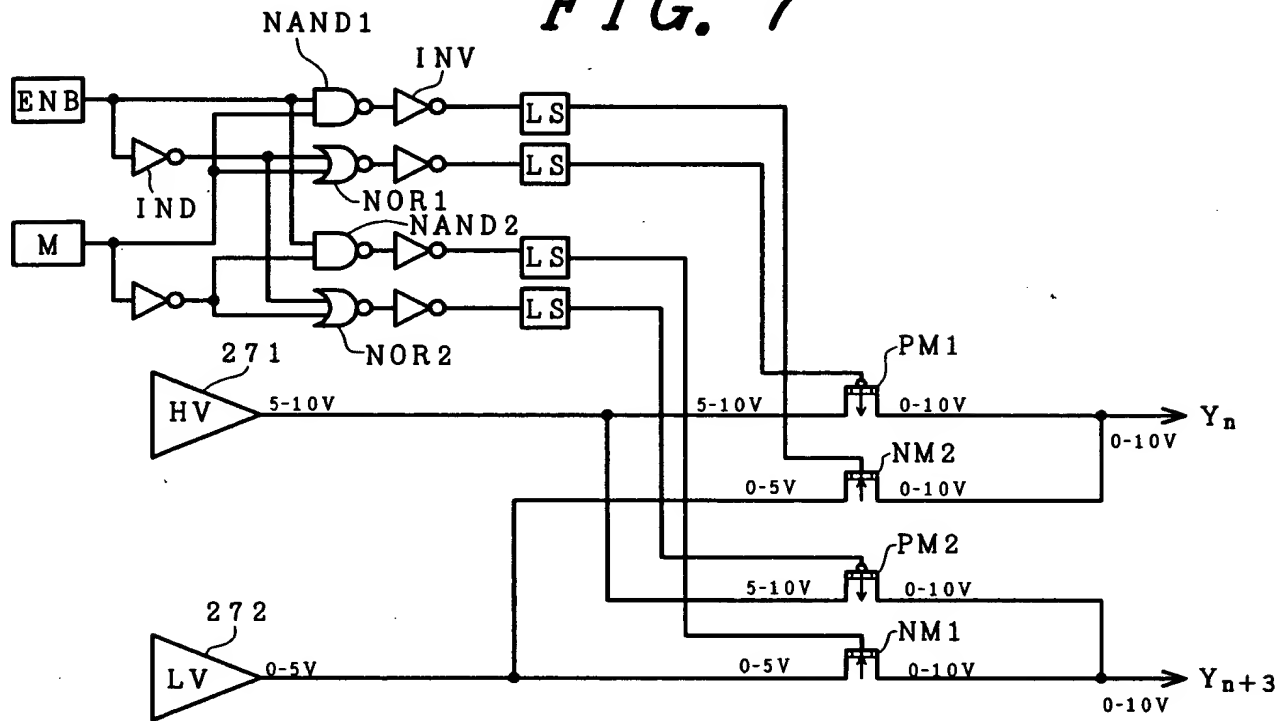 FIG. 7
NAND1
INV
ENB
LS
LS
IND
NOR1
NAND2
M
LS
LS
NOR2
271
PM1
HV
5-10V
5-10V
0-10V
Yn
0-10V
NM2
0-5V
0-10V
PM2
5-10V
0-10V
272
NM1
LV
0-5V
0-5V
0-10V
Yn+3
0-10V